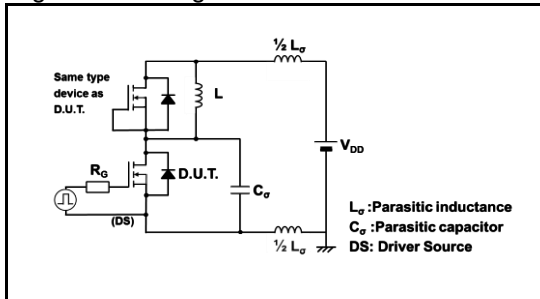 ½ Lσ
Same type
device as
D.U.T.
L
VDD
RG
D.U.T.
Cσ
(DS)
½ Lσ
Lσ :Parasitic inductance
Cσ :Parasitic capacitor
DS: Driver Source